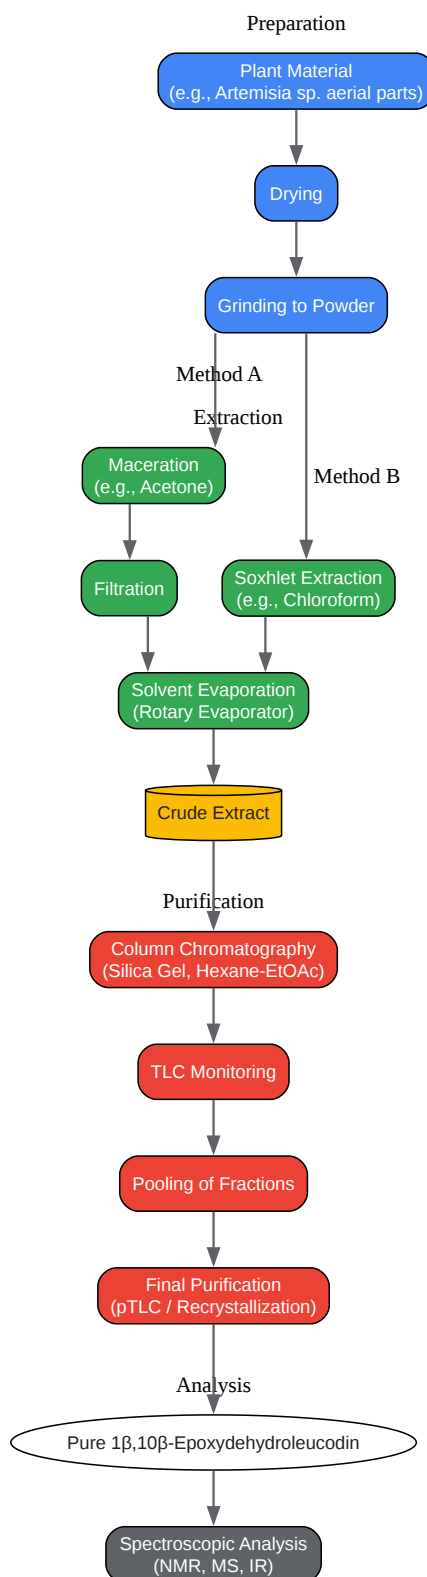 Preparation
Plant Material
(e.g., Artemisia sp. aerial parts)
Drying
Grinding to Powder
Method A
Extraction
Maceration
(e.g., Acetone)
Method B
Filtration
Soxhlet Extraction
(e.g., Chloroform)
Solvent Evaporation
(Rotary Evaporator)
Crude Extract
Purification
Column Chromatography
(Silica Gel, Hexane-EtOAc)
TLC Monitoring
Pooling of Fractions
Final Purification
(pTLC / Recrystallization)
Analysis
Pure 1β,10β-Epoxydehydroleucodin
Spectroscopic Analysis
(NMR, MS, IR)